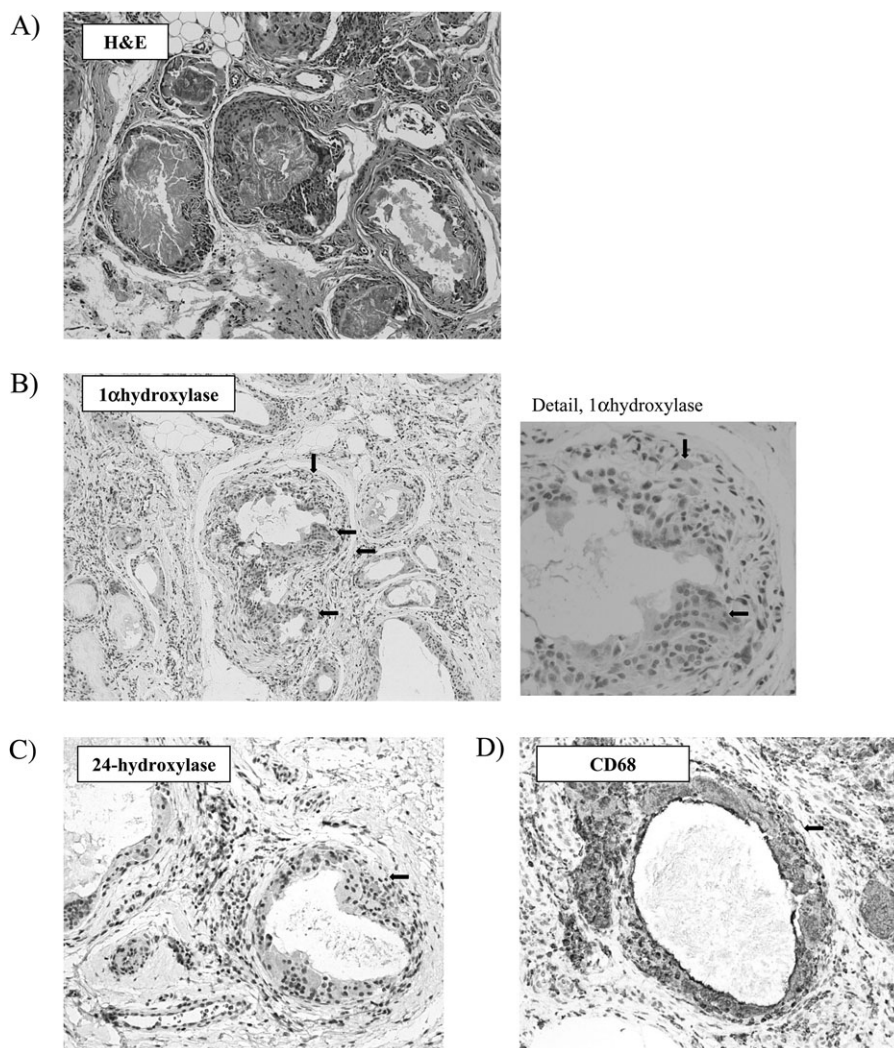 A)
H&E
B)
1αhydroxylase
Detail, 1αhydroxylase
C)
24-hydroxylase
D)
CD68